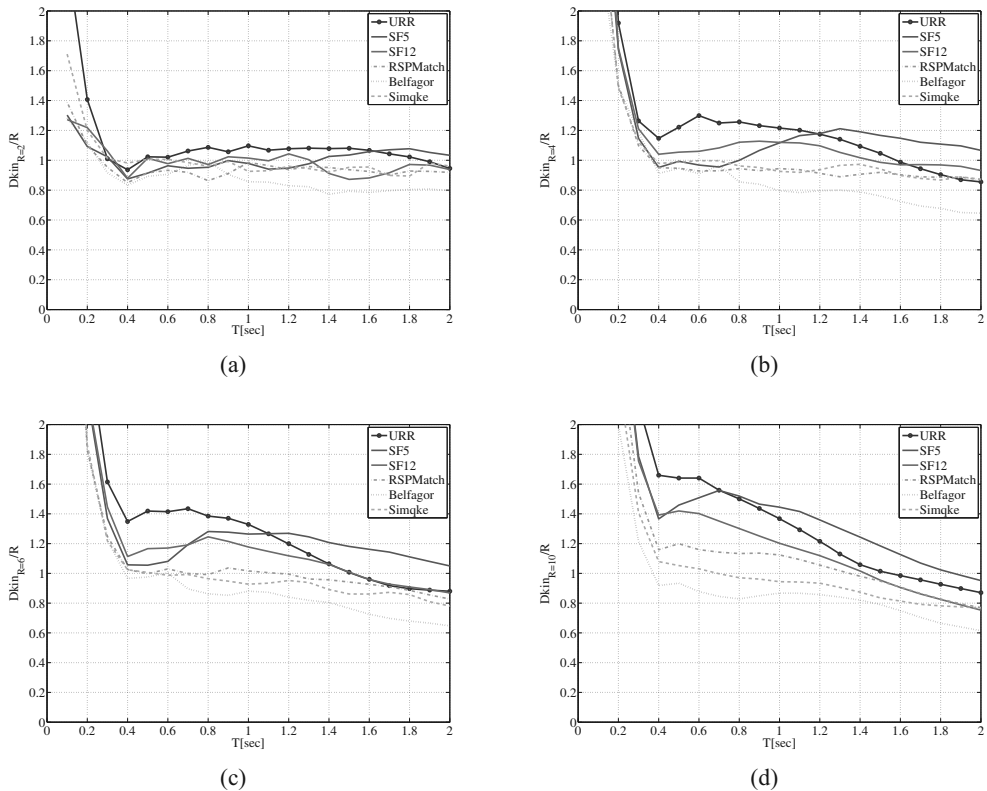 2
1.8
1.6
1.4
1.2
1
0.8
0.6
0.4
0.2
0
Dkin_{R=2}/R
0 0.2 0.4 0.6 0.8 1 1.2 1.4 1.6 1.8 2
T[sec]
URR
SF5
SF12
RSPMatch
Belfagor
Simqke
(a)
2
1.8
1.6
1.4
1.2
1
0.8
0.6
0.4
0.2
0
Dkin_{R=4}/R
0 0.2 0.4 0.6 0.8 1 1.2 1.4 1.6 1.8 2
T[sec]
URR
SF5
SF12
RSPMatch
Belfagor
Simqke
(b)
2
1.8
1.6
1.4
1.2
1
0.8
0.6
0.4
0.2
0
Dkin_{R=6}/R
0 0.2 0.4 0.6 0.8 1 1.2 1.4 1.6 1.8 2
T[sec]
URR
SF5
SF12
RSPMatch
Belfagor
Simqke
(c)
2
1.8
1.6
1.4
1.2
1
0.8
0.6
0.4
0.2
0
Dkin_{R=10}/R
0 0.2 0.4 0.6 0.8 1 1.2 1.4 1.6 1.8 2
T[sec]
URR
SF5
SF12
RSPMatch
Belfagor
Simqke
(d)